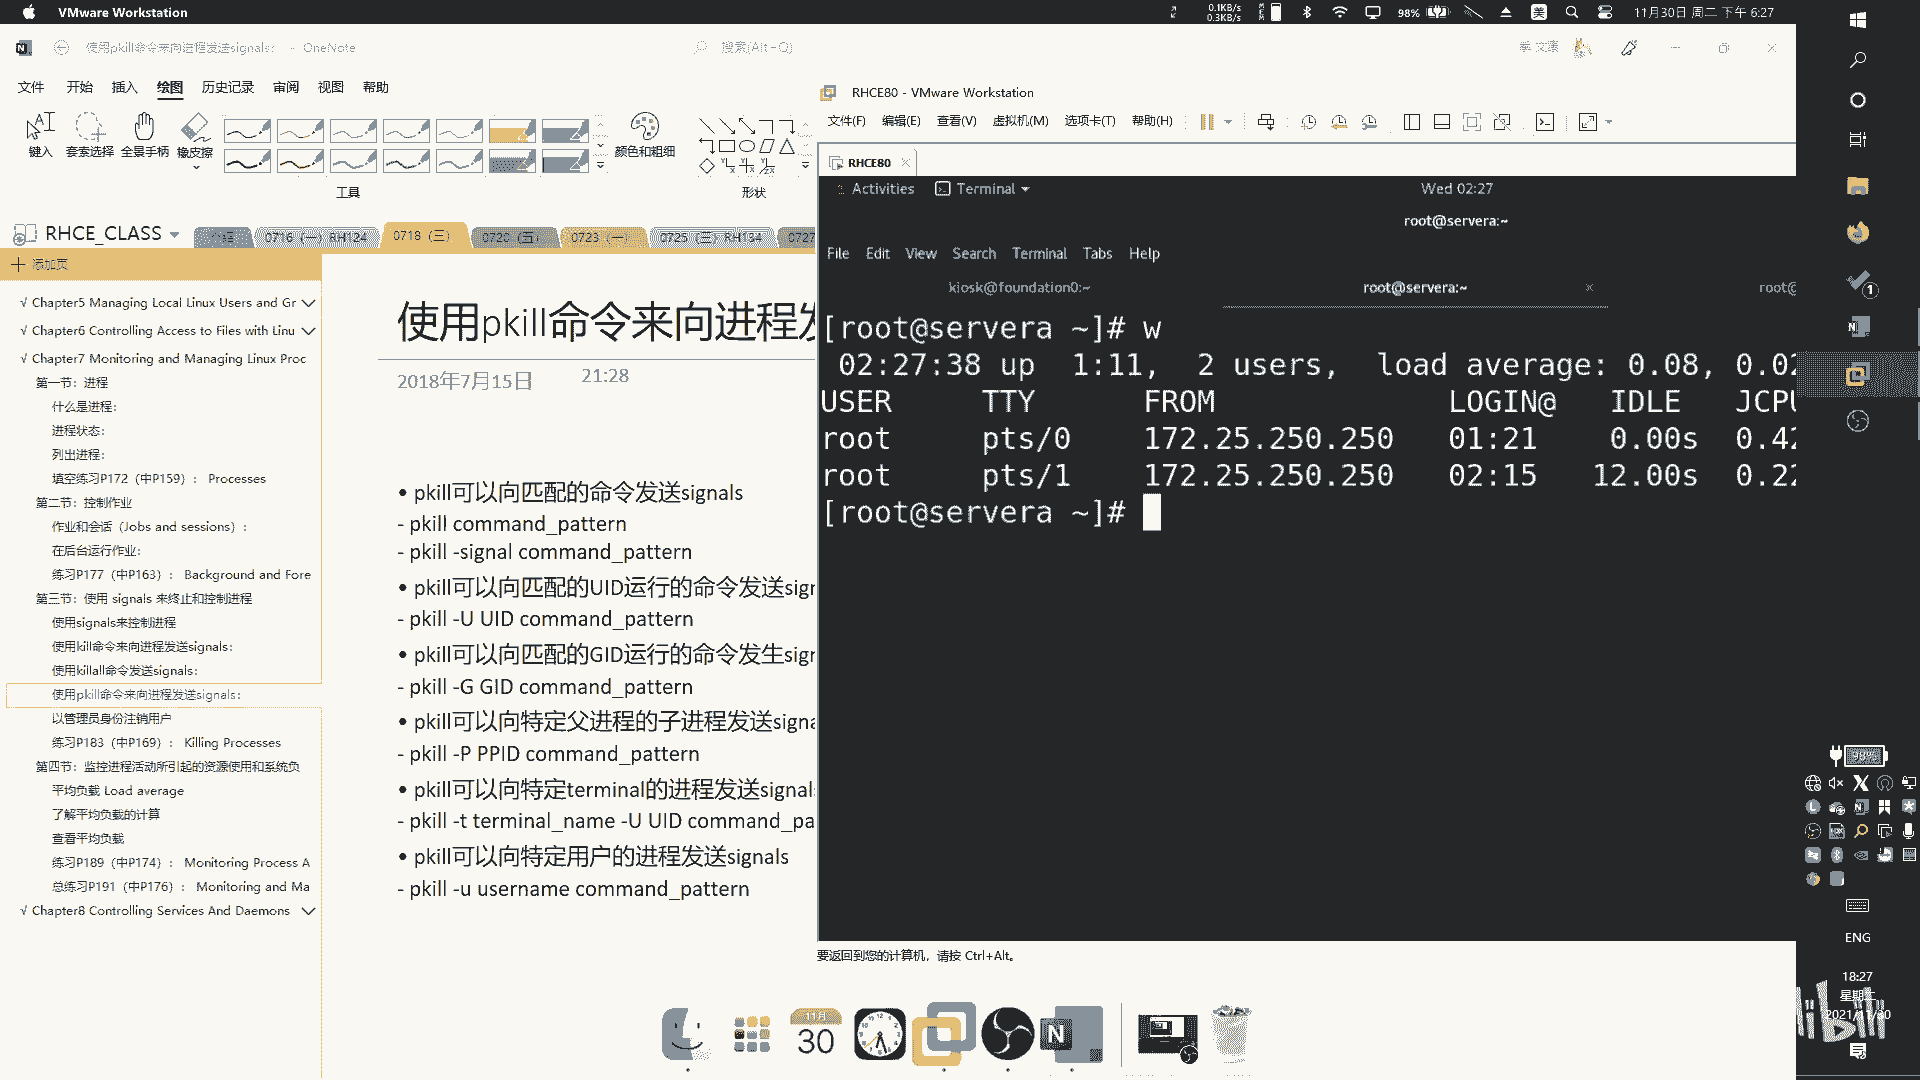 VMware Workstation
0.1KB/s
0.3KB/s
98%
美
11月30日 周二 下午 6:27
使用pkill命令来向进程发送signals: - OneNote
搜索(Alt+Q)
文件 开始 插入 绘图 历史记录 审阅 视图 帮助
键入 套索选择 全景手柄 橡皮擦
颜色和粗细
工具
形状
RHCE80 - VMware Workstation
文件(F) 编辑(E) 查看(V) 虚拟机(M) 选项卡(T) 帮助(H)
RHCE80
Activities Terminal
Wed 02:27
root@servera:~
File Edit View Search Terminal Tabs Help
kiosk@foundation0:~ root@servera:~ root@
[root@servera ~]# w
02:27:38 up 1:11, 2 users, load average: 0.08, 0.02
USER TTY FROM LOGIN@ IDLE JCPU
root pts/0 172.25.250.250 01:21 0.00s 0.42
root pts/1 172.25.250.250 02:15 12.00s 0.22
[root@servera ~]#
要返回到您的计算机，请按 Ctrl+Alt。
RHCE_CLASS
0716 (一) RH124 0718 (三) 0720 (五) 0723 (一) 0725 (三) RH134 0727
添加页
√ Chapter5 Managing Local Linux Users and Gr
√ Chapter6 Controlling Access to Files with Linu
√ Chapter7 Monitoring and Managing Linux Proc
第一节：进程
什么是进程：
进程状态：
列出进程：
填空练习P172（中P159）： Processes
第二节：控制作业
作业和会话（Jobs and sessions）：
在后台运行作业：
练习P177（中P163）： Background and Fore
第三节：使用 signals 来终止和控制进程
使用signals来控制进程
使用kill命令来向进程发送signals：
使用killall命令发送signals：
使用pkill命令来向进程发送signals：
以管理员身份注销用户
练习P183（中P169）： Killing Processes
第四节：监控进程活动所引起的资源使用和系统负
平均负载 Load average
了解平均负载的计算
查看平均负载
练习P189（中P174）： Monitoring Process A
总练习P191（中P176）： Monitoring and Ma
√ Chapter8 Controlling Services And Daemons
使用pkill命令来向进程发
2018年7月15日 21:28
• pkill可以向匹配的命令发送signals
- pkill command_pattern
- pkill -signal command_pattern
• pkill可以向匹配的UID运行的命令发送sigr
- pkill -U UID command_pattern
• pkill可以向匹配的GID运行的命令发生sigr
- pkill -G GID command_pattern
• pkill可以向特定父进程的子进程发送signa
- pkill -P PPID command_pattern
• pkill可以向特定terminal的进程发送signal
- pkill -t terminal_name -U UID command_pa
• pkill可以向特定用户的进程发送signals
- pkill -u username command_pattern
11月
30
N
1
98%
ENG
18:27
2021/11/30